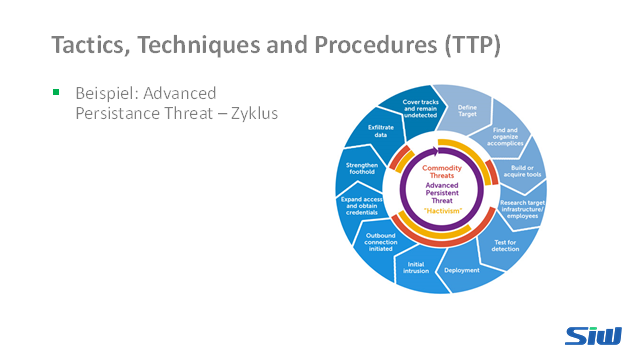 Tactics, Techniques and Procedures (TTP)
Beispiel: Advanced
Persistance Threat – Zyklus
Define
Target
Find and
organize
accomplices
Build or
acquire tools
Research target
infrastructure/
employees
Test for
detection
Deployment
Initial
intrusion
Outbound
connection
initiated
Expand access
and obtain
credentials
Strengthen
foothold
Exfiltrate
data
Cover tracks
and remain
undetected
Commodity
Threats
Advanced
Persistent
Threat
"Hactivism"
SiW